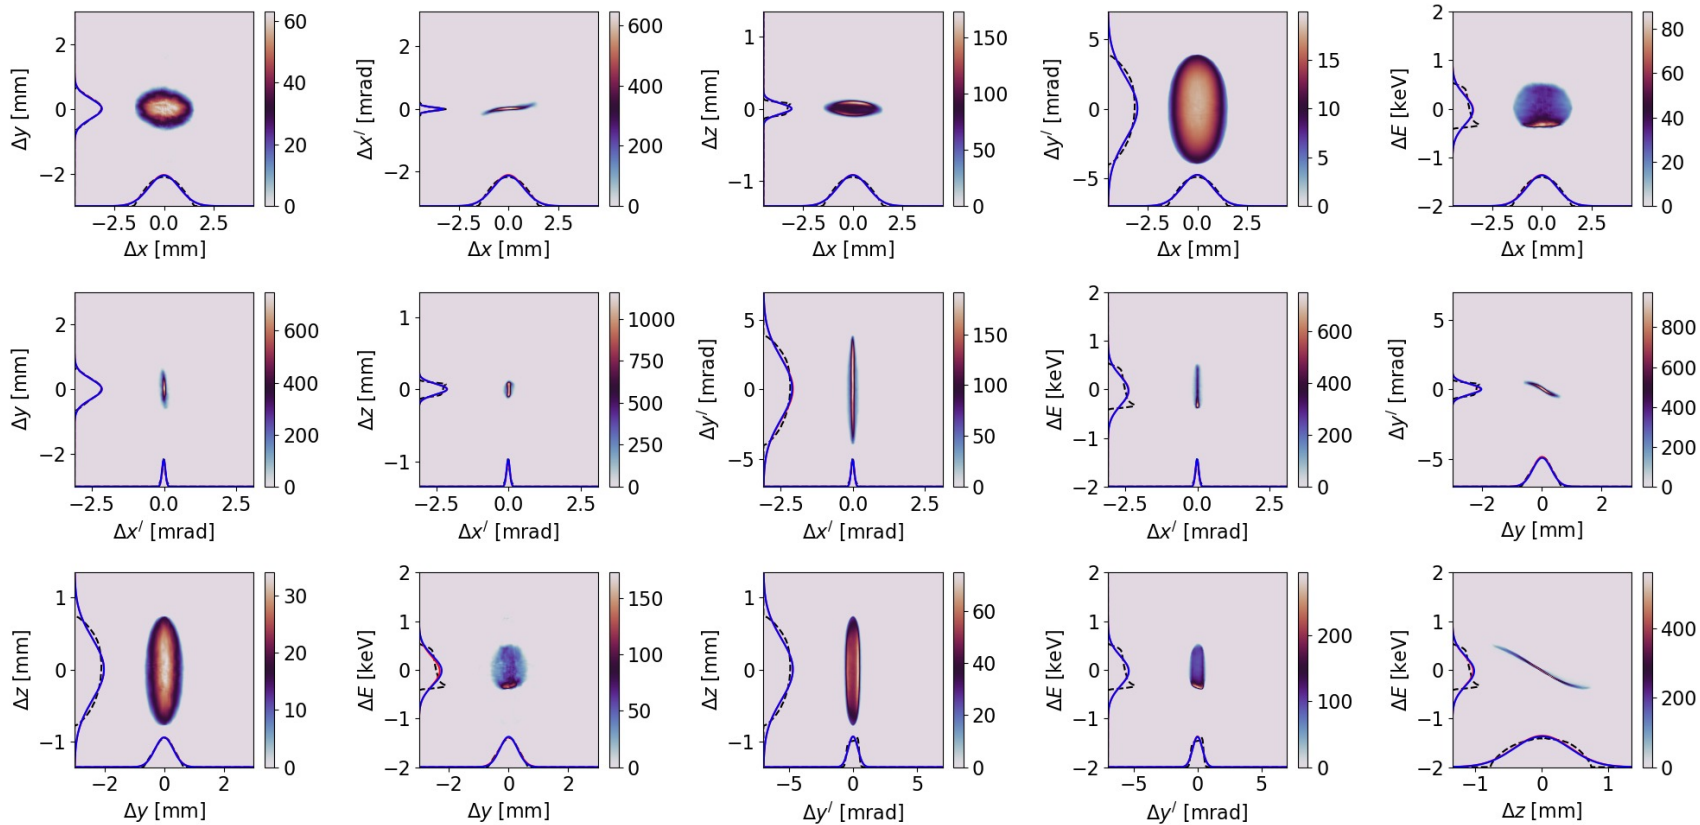 Δy [mm] 2 0 −2 −2.5 0.0 2.5 Δx [mm] 60 40 20 0
Δx′ [mrad] 2 0 −2 −2.5 0.0 2.5 Δx [mm] 600 400 200 0
Δz [mm] 1 0 −1 −2.5 0.0 2.5 Δx [mm] 150 100 50 0
Δy′ [mrad] 5 0 −5 −2.5 0.0 2.5 Δx [mm] 15 10 5 0
ΔE [keV] 2 1 0 −1 −2 −2.5 0.0 2.5 Δx [mm] 80 60 40 20 0
Δy [mm] 2 0 −2 −2.5 0.0 2.5 Δx′ [mrad] 600 400 200 0
Δz [mm] 1 0 −1 −2.5 0.0 2.5 Δx′ [mrad] 1000 750 500 250 0
Δy′ [mrad] 5 0 −5 −2.5 0.0 2.5 Δx′ [mrad] 150 100 50 0
ΔE [keV] 2 1 0 −1 −2 −2.5 0.0 2.5 Δx′ [mrad] 600 400 200 0
Δy′ [mrad] 5 0 −5 −2 0 2 Δy [mm] 800 600 400 200 0
Δz [mm] 1 0 −1 −2 0 2 Δy [mm] 30 20 10 0
ΔE [keV] 2 1 0 −1 −2 −2 0 2 Δy [mm] 150 100 50 0
Δz [mm] 1 0 −1 −5 0 5 Δy′ [mrad] 60 40 20 0
ΔE [keV] 2 1 0 −1 −2 −5 0 5 Δy′ [mrad] 200 100 0
ΔE [keV] 2 1 0 −1 −2 −1 0 1 Δz [mm] 400 200 0